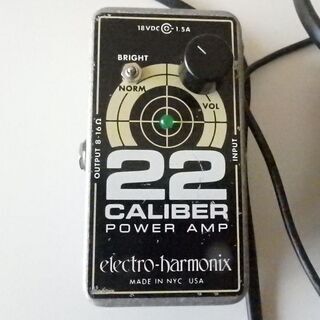 18VDC 1.5A
BRIGHT
NORM
VOL
OUTPUT 8-16Ω
INPUT
22
CALIBER
POWER AMP
electro-harmonix
MADE IN NYC USA